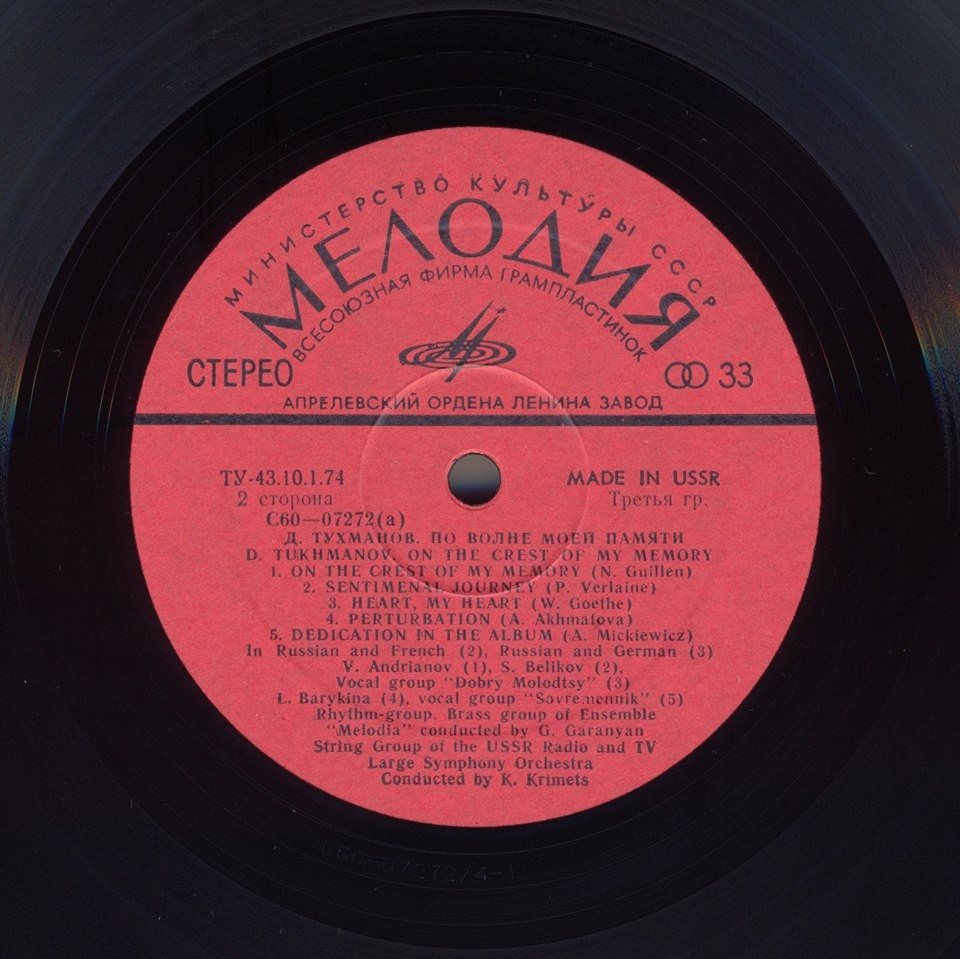 МИНИСТЕРСТВО КУЛЬТУРЫ СССР
МЕЛОДИЯ
ВСЕСОЮЗНАЯ ФИРМА ГРАМПЛАСТИНОК
СТЕРЕО
33
АПРЕЛЕВСКИЙ ОРДЕНА ЛЕНИНА ЗАВОД
ТУ-43.10.1.74
MADE IN USSR
2 сторона
Третья гр.
С60—07272(а)
Д. ТУХМАНОВ. ПО ВОЛНЕ МОЕЙ ПАМЯТИ
D. TUKHMANOV. ON THE CREST OF MY MEMORY
1. ON THE CREST OF MY MEMORY (N. Guillen)
2. SENTIMENAL JOURNEY (P. Verlaine)
3. HEART, MY HEART (W. Goethe)
4. PERTURBATION (A. Akhmatova)
5. DEDICATION IN THE ALBUM (A. Mickiewicz)
In Russian and French (2), Russian and German (3)
V. Andrianov (1), S. Belikov (2),
Vocal group "Dobry Molodtsy" (3)
L. Barykina (4), vocal group "Sovremennik" (5)
Rhythm-group. Brass group of Ensemble
"Melodia" conducted by G. Garanyan
String Group of the USSR Radio and TV
Large Symphony Orchestra
Conducted by K. Krimets
С60-07272/4-1